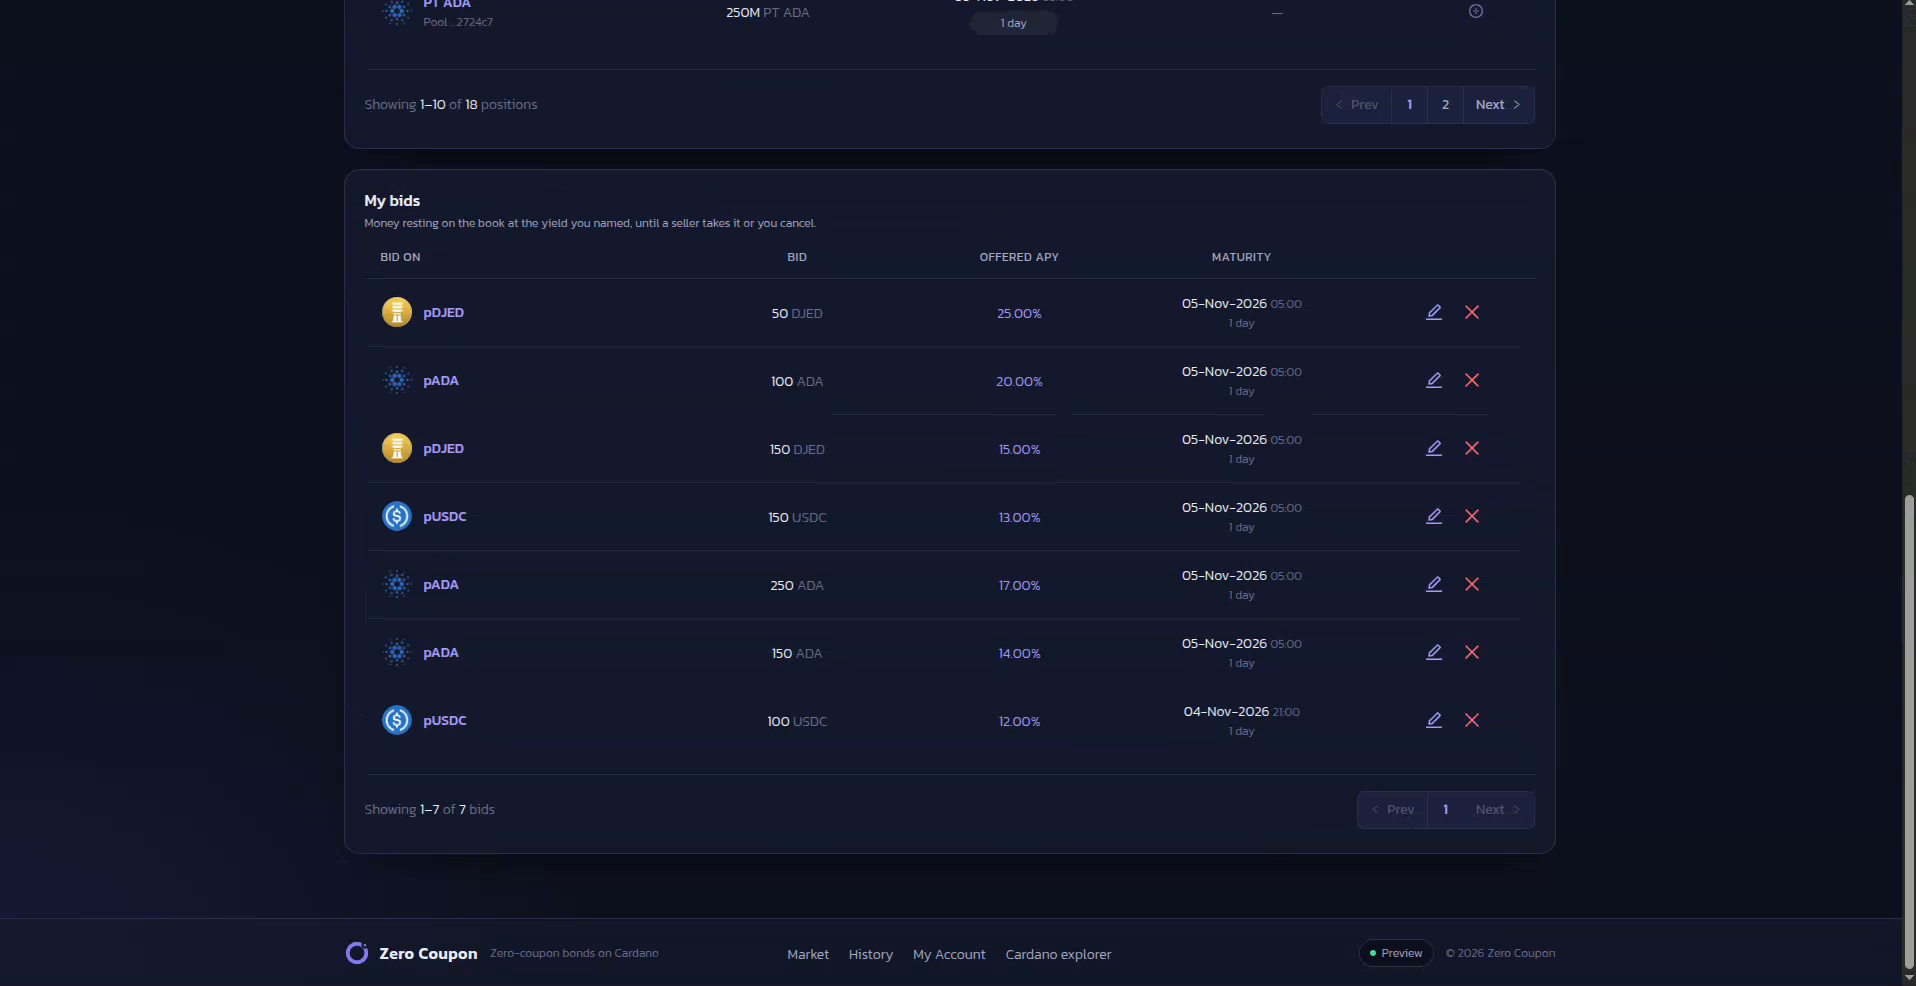 PT ADA
Pool ...2724c7
250M PT ADA
1 day
—
Showing 1–10 of 18 positions
Prev 1 2 Next
My bids
Money resting on the book at the yield you named, until a seller takes it or you cancel.
BID ON BID OFFERED APY MATURITY
pDJED 50 DJED 25.00% 05-Nov-2026 05:00
1 day
pADA 100 ADA 20.00% 05-Nov-2026 05:00
1 day
pDJED 150 DJED 15.00% 05-Nov-2026 05:00
1 day
pUSDC 150 USDC 13.00% 05-Nov-2026 05:00
1 day
pADA 250 ADA 17.00% 05-Nov-2026 05:00
1 day
pADA 150 ADA 14.00% 05-Nov-2026 05:00
1 day
pUSDC 100 USDC 12.00% 04-Nov-2026 21:00
1 day
Showing 1–7 of 7 bids
Prev 1 Next
Zero Coupon Zero-coupon bonds on Cardano Market History My Account Cardano explorer Preview © 2026 Zero Coupon